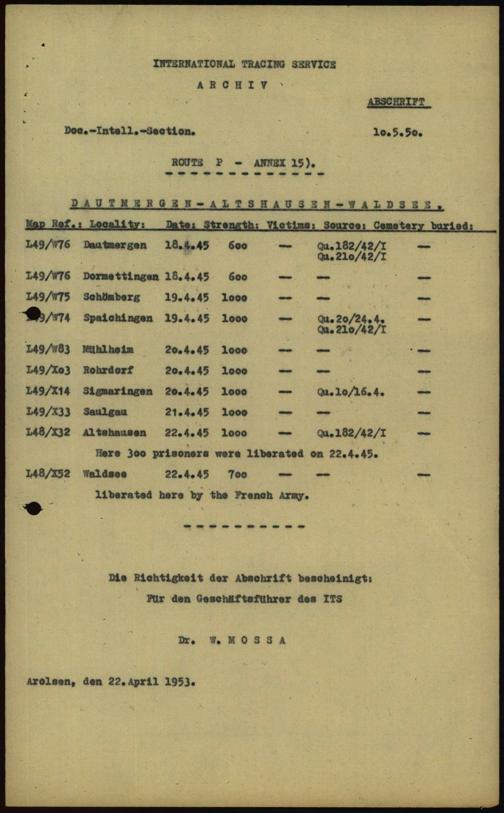 INTERNATIONAL TRACING SERVICE
A R C H I V
ABSCHRIFT
Doc.-Intell.-Section. 1o.5.5o.
ROUTE P - ANNEX 15).
D A U T M E R G E N - A L T S H A U S E N - W A L D S E E .
Map Ref.: Locality: Date: Strength: Victims: Source: Cemetery buried:
L49/W76 Dautmergen 18.4.45 6oo — Qu.182/42/I —
Qu.21o/42/I
L49/W76 Dormettingen 18.4.45 6oo — — —
L49/W75 Schömberg 19.4.45 1ooo — — —
/W74 Spaichingen 19.4.45 1ooo — Qu.2o/24.4. —
Qu.21o/42/I
L49/W83 Mühlheim 2o.4.45 1ooo — — —
L49/Xo3 Rohrdorf 2o.4.45 1ooo — — —
L49/X14 Sigmaringen 2o.4.45 1ooo — Qu.1o/16.4. —
L49/X33 Saulgau 21.4.45 1ooo — — —
L48/X32 Altshausen 22.4.45 1ooo — Qu.182/42/I —
Here 3oo prisoners were liberated on 22.4.45.
L48/X52 Waldsee 22.4.45 7oo — — —
liberated here by the French Army.
Die Richtigkeit der Abschrift bescheinigt:
Für den Geschäftsführer des ITS
Dr. W. M O S S A
Arolsen, den 22.April 1953.